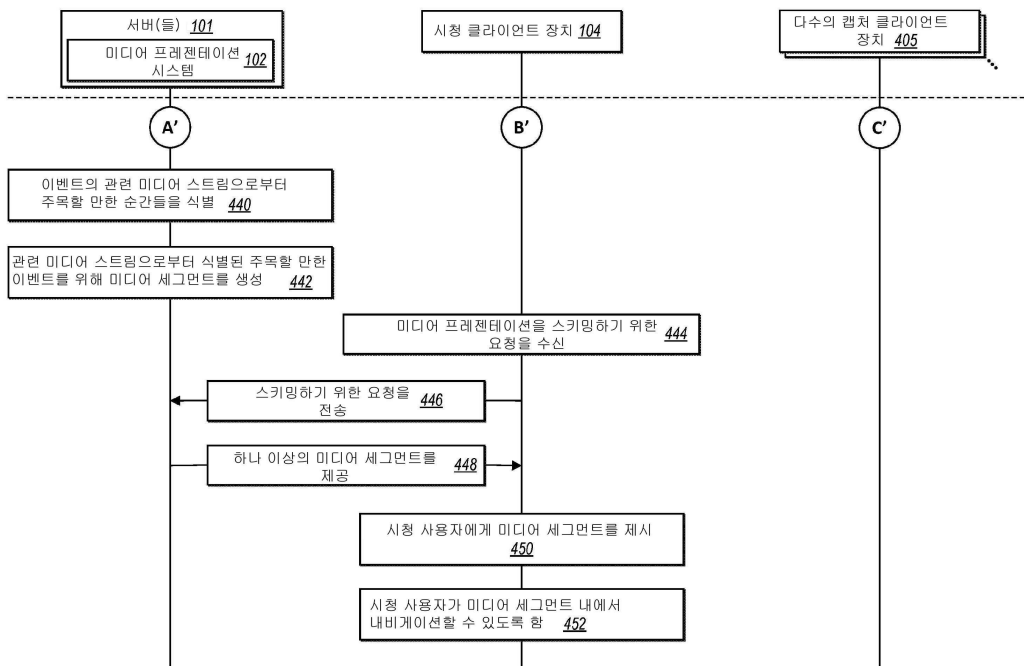 서버(들) 101
미디어 프레젠테이션
시스템 102
시청 클라이언트 장치 104
다수의 캡처 클라이언트
장치 405
A'
B'
C'
이벤트의 관련 미디어 스트림으로부터
주목할 만한 순간들을 식별 440
관련 미디어 스트림으로부터 식별된 주목할 만한
이벤트를 위해 미디어 세그먼트를 생성 442
미디어 프레젠테이션을 스키밍하기 위한
요청을 수신 444
스키밍하기 위한 요청을
전송 446
하나 이상의 미디어 세그먼트를
제공 448
시청 사용자에게 미디어 세그먼트를 제시
450
시청 사용자가 미디어 세그먼트 내에서
내비게이션할 수 있도록 함 452